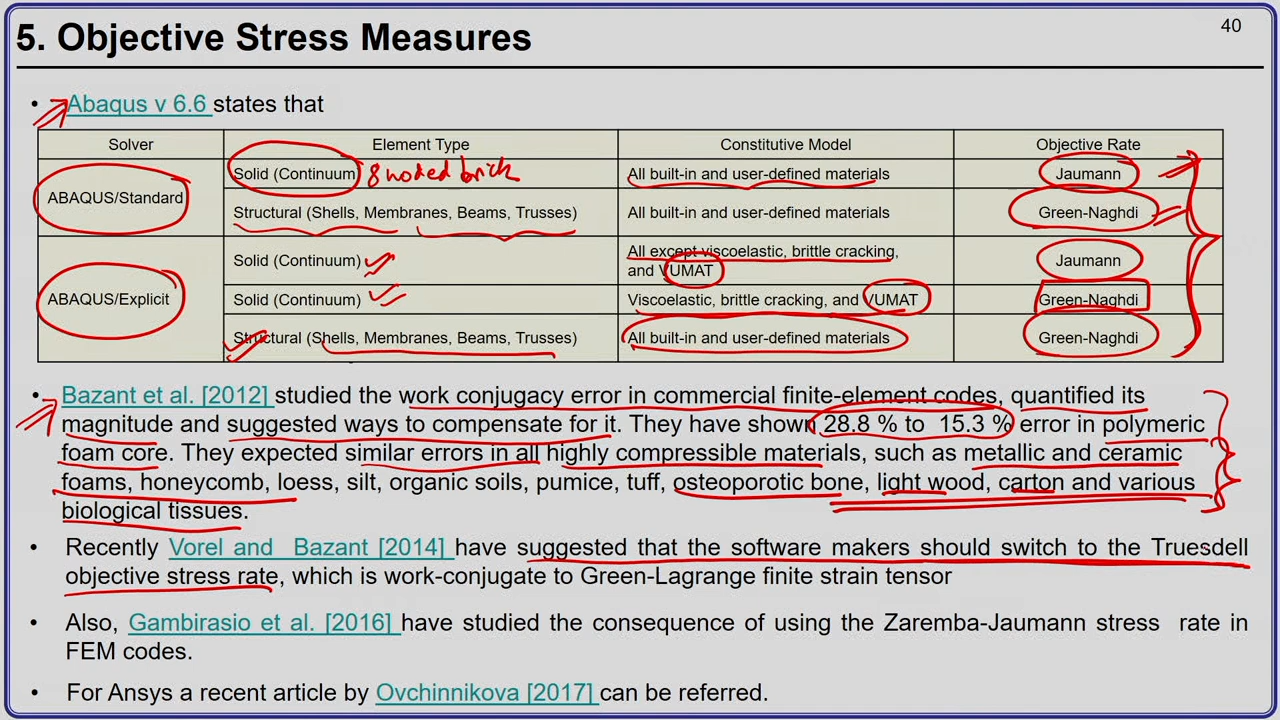 40
5. Objective Stress Measures
• Abaqus v 6.6 states that
Solver Element Type Constitutive Model Objective Rate
ABAQUS/Standard Solid (Continuum) 8 noded brick All built-in and user-defined materials Jaumann
Structural (Shells, Membranes, Beams, Trusses) All built-in and user-defined materials Green-Naghdi
ABAQUS/Explicit Solid (Continuum) All except viscoelastic, brittle cracking, and VUMAT Jaumann
Solid (Continuum) Viscoelastic, brittle cracking, and VUMAT Green-Naghdi
Structural (Shells, Membranes, Beams, Trusses) All built-in and user-defined materials Green-Naghdi
• Bazant et al. [2012] studied the work conjugacy error in commercial finite-element codes, quantified its
magnitude and suggested ways to compensate for it. They have shown 28.8 % to 15.3 % error in polymeric
foam core. They expected similar errors in all highly compressible materials, such as metallic and ceramic
foams, honeycomb, loess, silt, organic soils, pumice, tuff, osteoporotic bone, light wood, carton and various
biological tissues.
• Recently Vorel and Bazant [2014] have suggested that the software makers should switch to the Truesdell
objective stress rate, which is work-conjugate to Green-Lagrange finite strain tensor
• Also, Gambirasio et al. [2016] have studied the consequence of using the Zaremba-Jaumann stress rate in
FEM codes.
• For Ansys a recent article by Ovchinnikova [2017] can be referred.